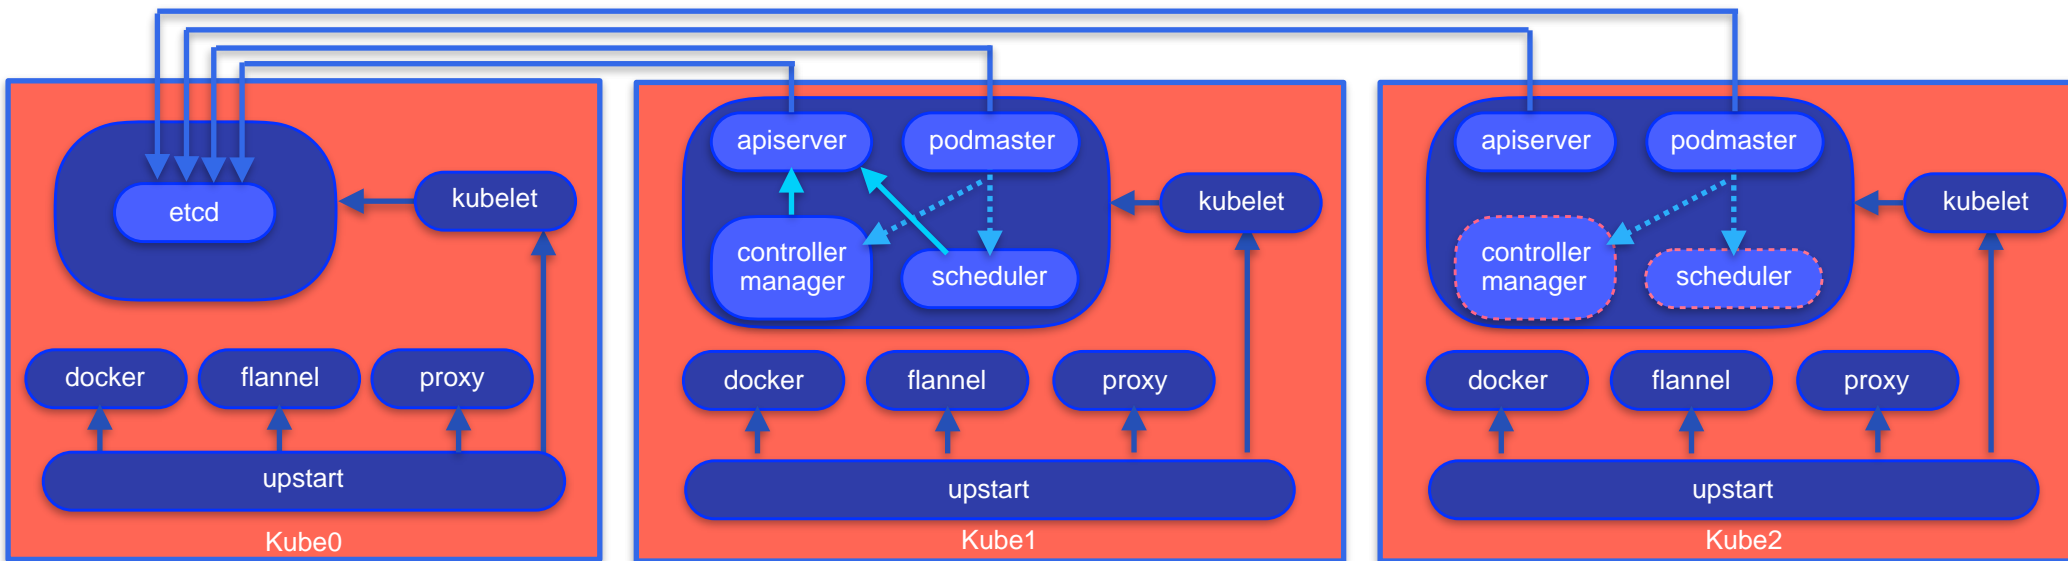 etcd
kubelet
docker
flannel
proxy
upstart
Kube0
apiserver
podmaster
controller
manager
scheduler
kubelet
docker
flannel
proxy
upstart
Kube1
apiserver
podmaster
controller
manager
scheduler
kubelet
docker
flannel
proxy
upstart
Kube2